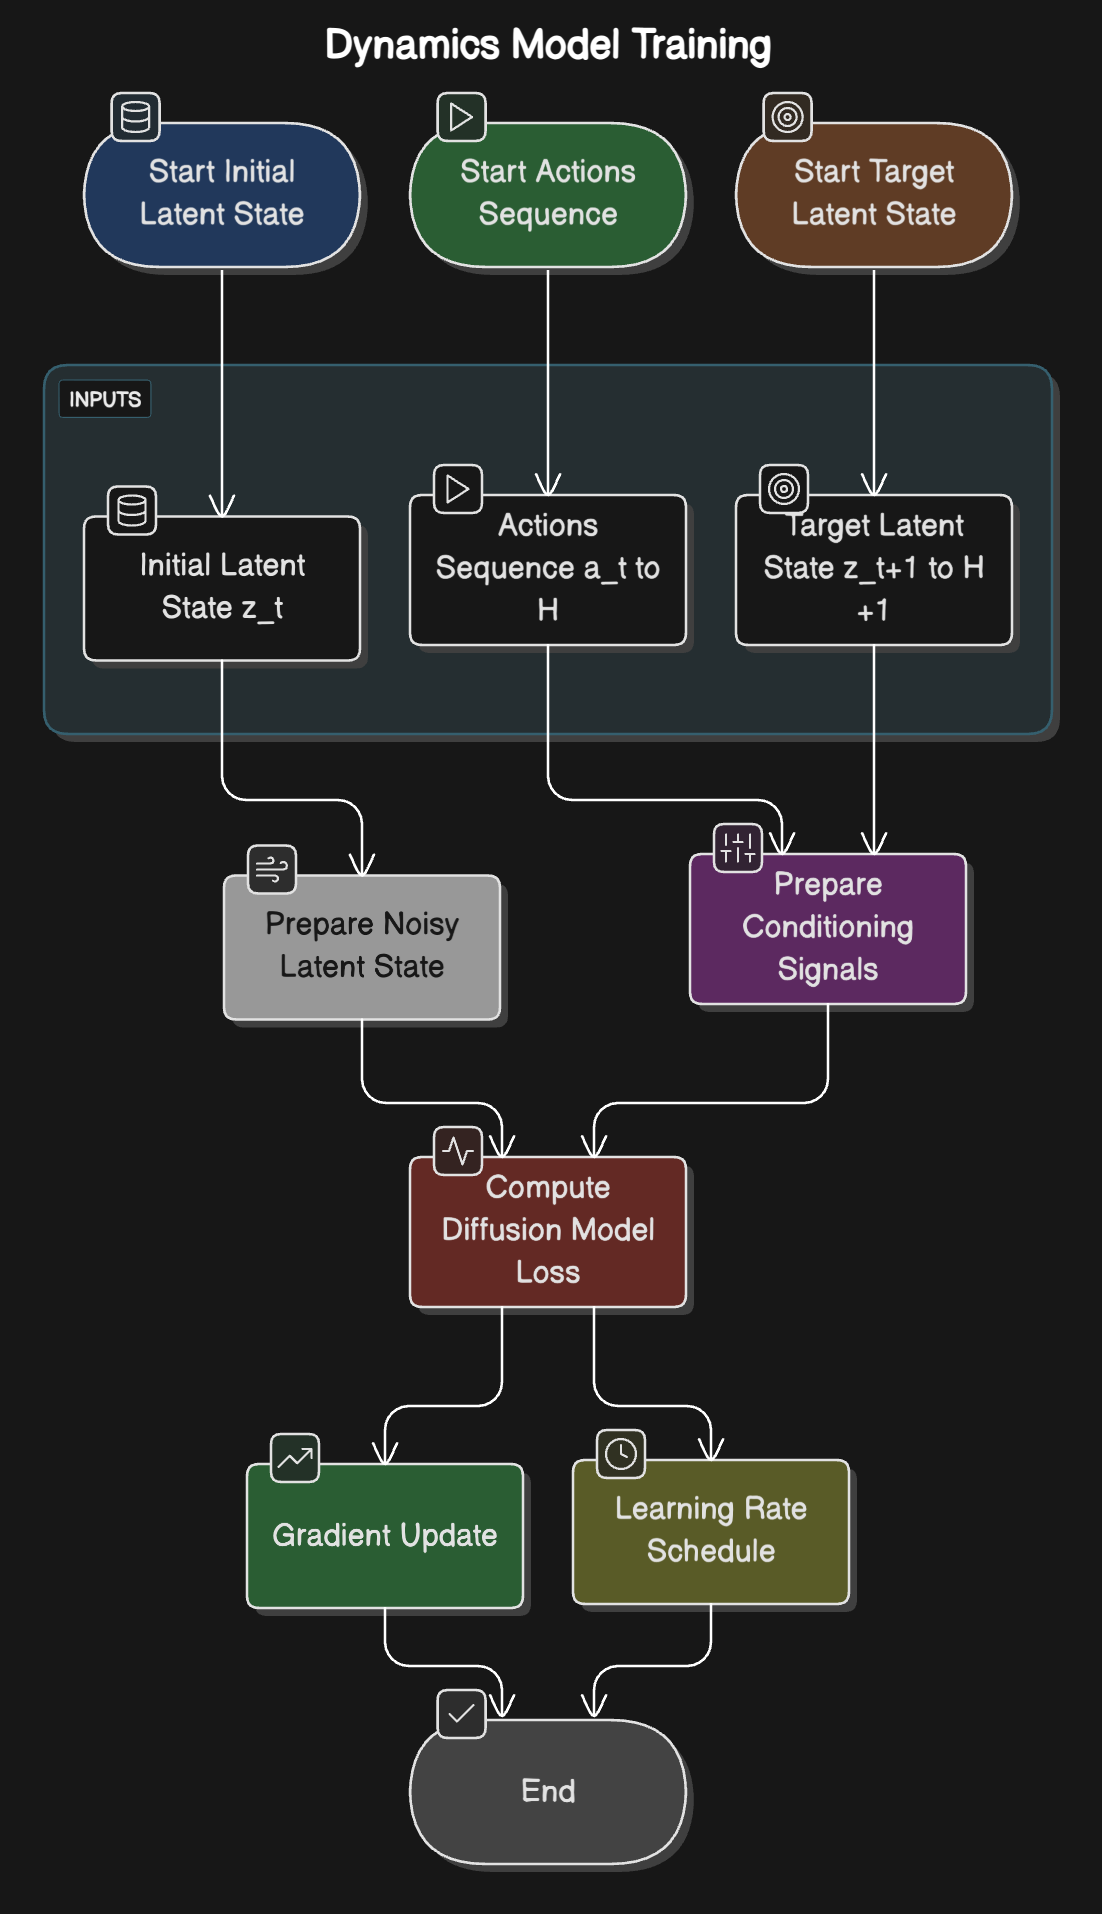 Dynamics Model Training
Start Initial
Latent State
Start Actions
Sequence
Start Target
Latent State
INPUTS
Initial Latent
State z_t
Actions
Sequence a_t to
H
Target Latent
State z_t+1 to H
+1
Prepare Noisy
Latent State
Prepare
Conditioning
Signals
Compute
Diffusion Model
Loss
Gradient Update
Learning Rate
Schedule
End